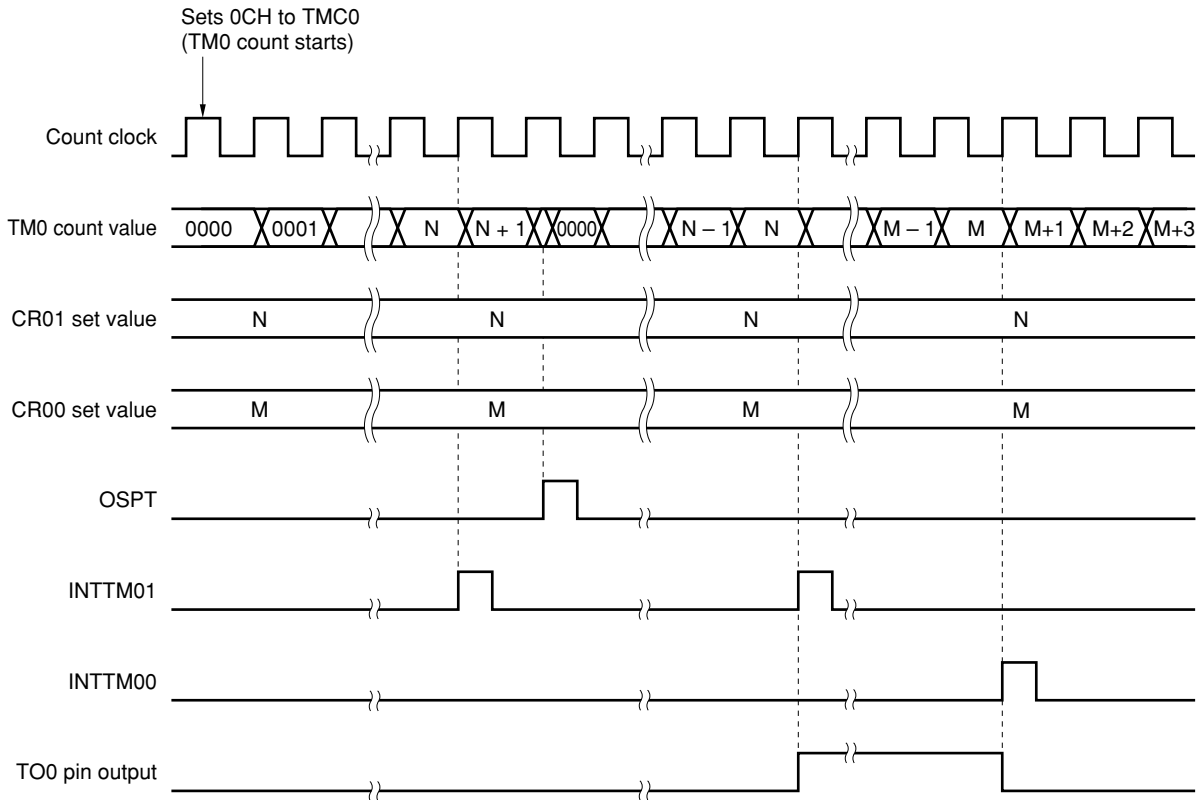 Sets 0CH to TMC0
(TM0 count starts)
Count clock
TM0 count value 0000 0001 N N + 1 0000 N – 1 N M – 1 M M+1 M+2 M+3
CR01 set value N N N N
CR00 set value M M M M
OSPT
INTTM01
INTTM00
TO0 pin output